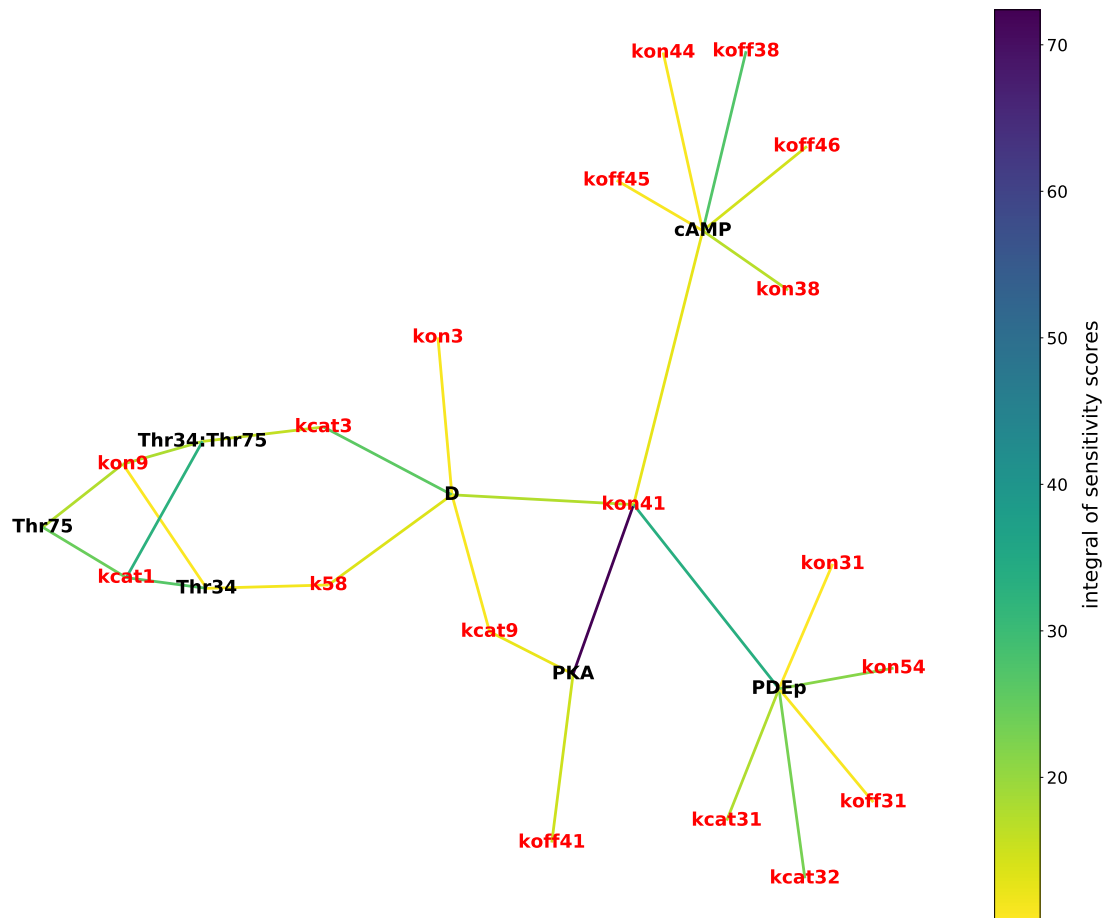 kon44
koff38
koff46
koff45
cAMP
kon38
kon3
kcat3
Thr34:Thr75
kon9
D
kon41
Thr75
kcat1
Thr34
k58
kon31
kcat9
PKA
kon54
PDEp
koff31
kcat31
koff41
kcat32
70
60
50
40
30
20
integral of sensitivity scores